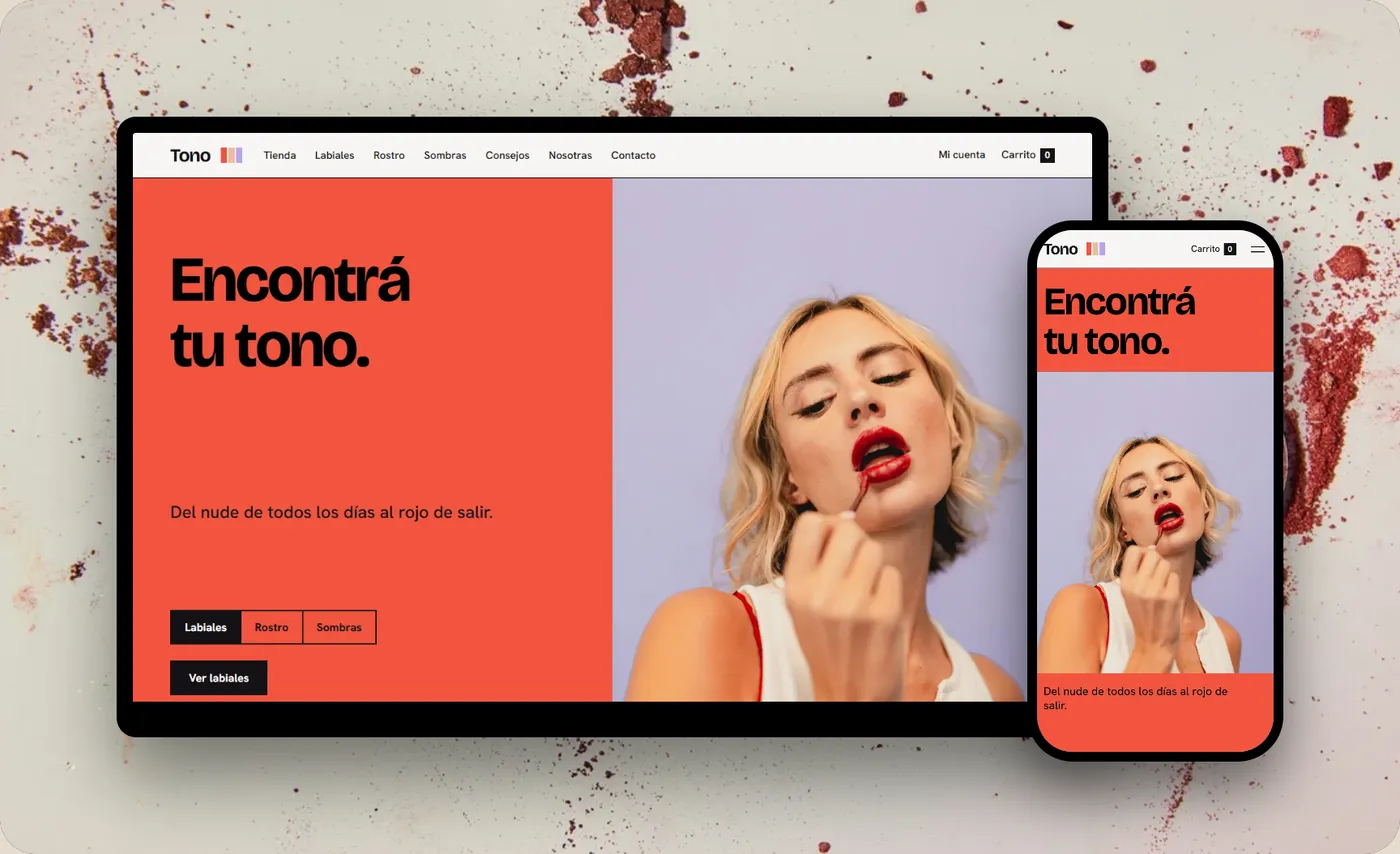 Tono Tienda Labiales Rostro Sombras Consejos Nosotras Contacto Mi cuenta Carrito 0
Encontrá
tu tono.
Del nude de todos los días al rojo de salir.
Labiales Rostro Sombras
Ver labiales
Tono Carrito 0
Encontrá
tu tono.
Del nude de todos los días al rojo de
salir.